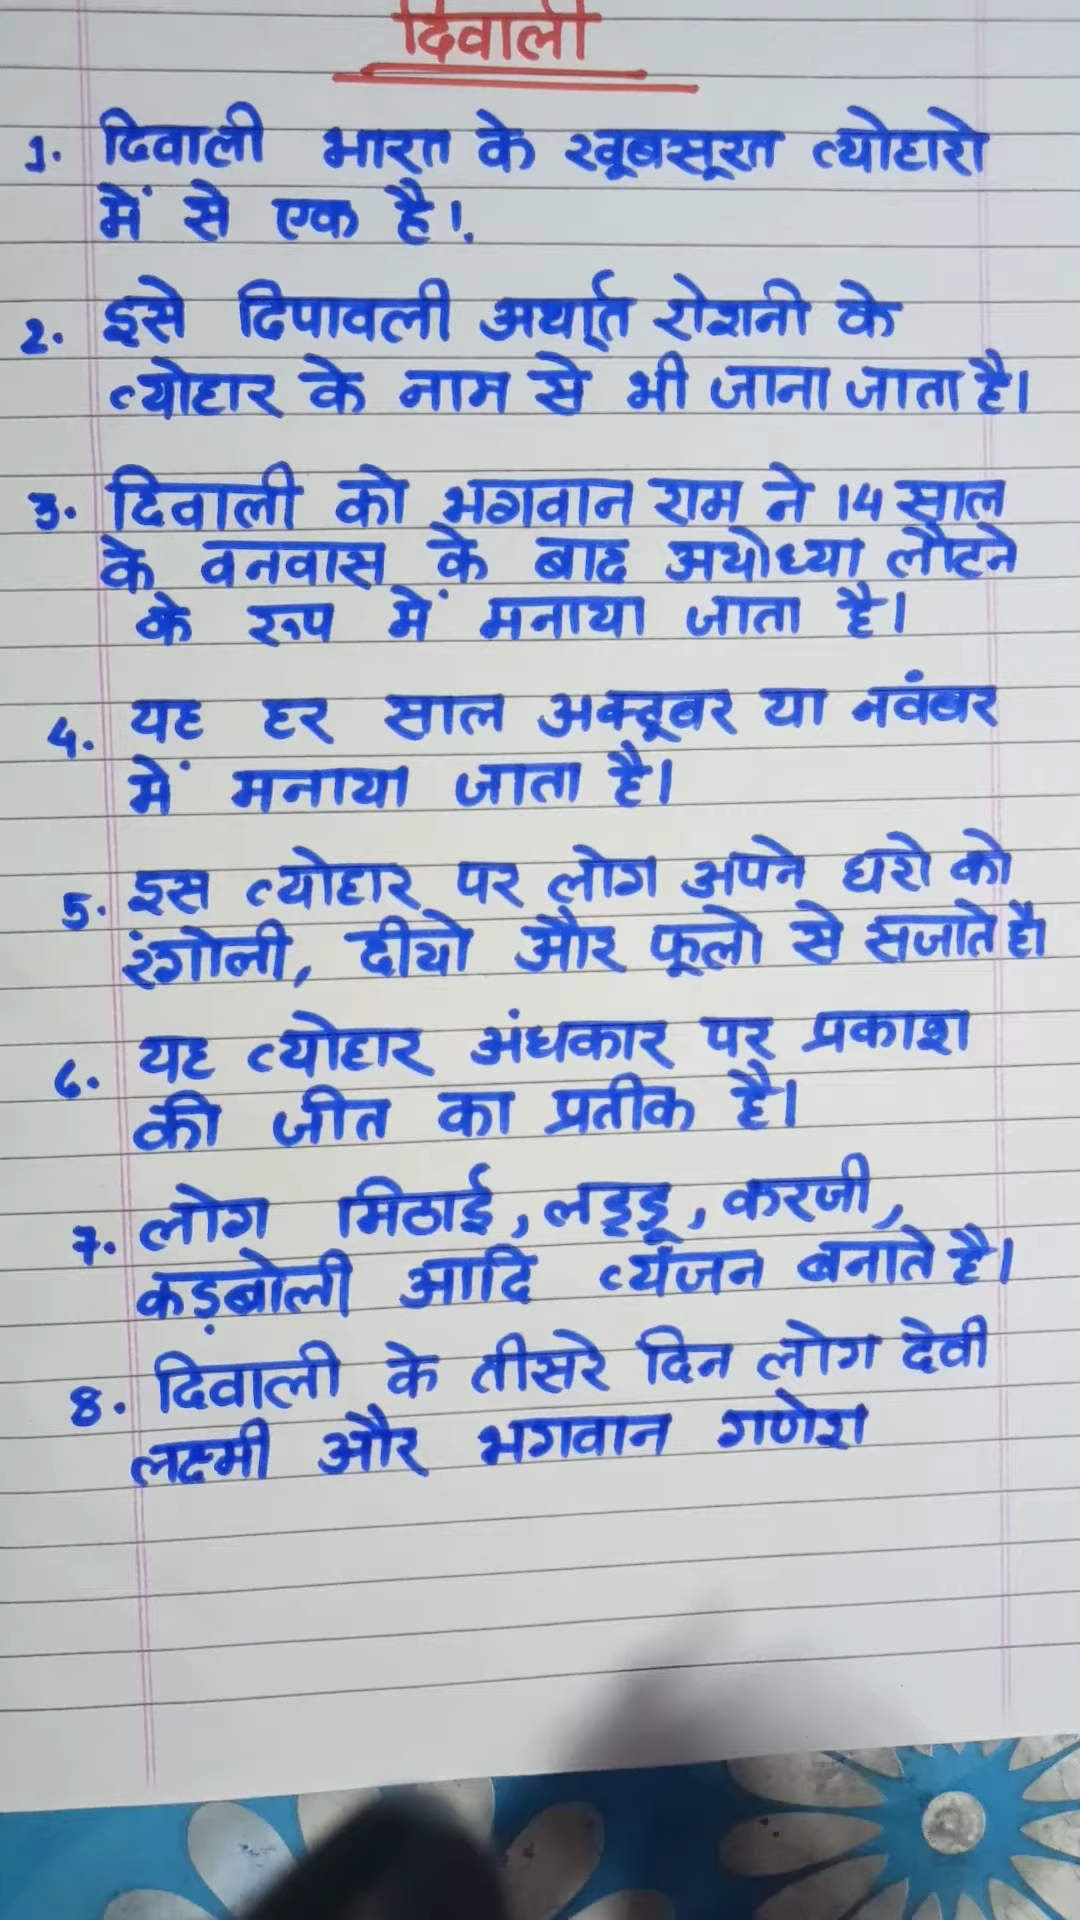 दिवाली
1. दिवाली भारत के खूबसूरत त्योहारो
में से एक है।.
2. इसे दिपावली अर्थात रोशनी के
त्योहार के नाम से भी जाना जाता है।
3. दिवाली को भगवान राम ने 14 साल
के वनवास के बाद अयोध्या लौटने
के रूप में मनाया जाता है।
4. यह हर साल अक्टूबर या नवंबर
में मनाया जाता है।
5. इस त्योहार पर लोग अपने घरो को
रंगोली, दीयो और फूलो से सजाते है।
6. यह त्योहार अंधकार पर प्रकाश
की जीत का प्रतीक है।
7. लोग मिठाई, लड्डू, करजी,
कड़बोली आदि व्यंजन बनाते है।
8. दिवाली के तीसरे दिन लोग देवी
लक्ष्मी और भगवान गणेश